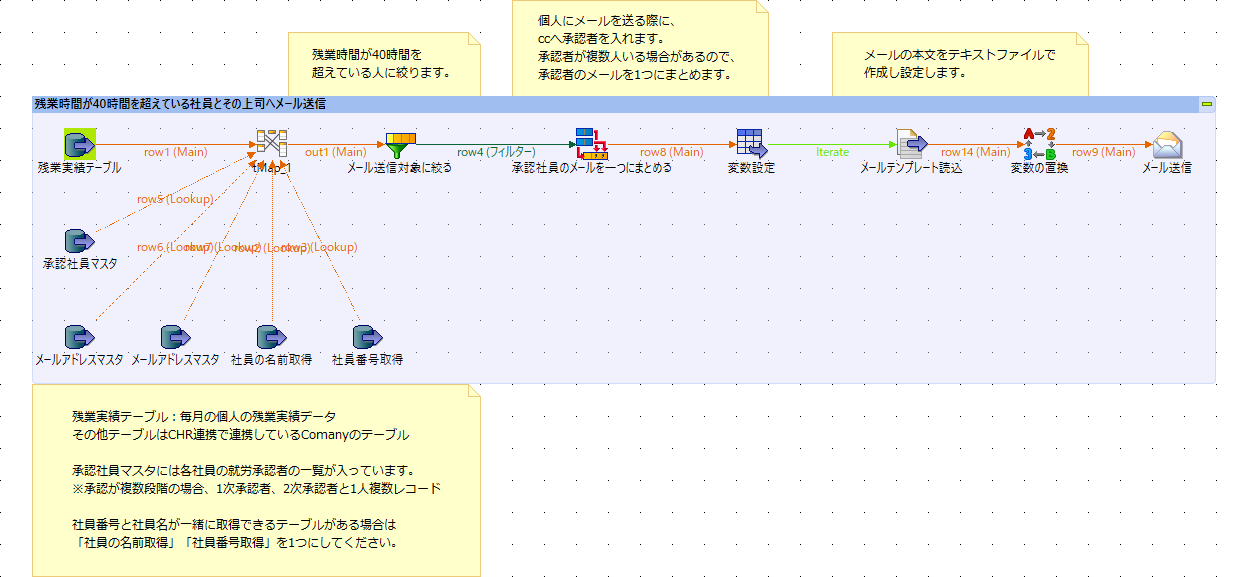 個人にメールを送る際に、
ccへ承認者を入れます。
承認者が複数人いる場合があるので、
承認者のメールを1つにまとめます。
残業時間が40時間を
超えている人に絞ります。
メールの本文をテキストファイルで
作成し設定します。
残業時間が40時間を超えている社員とその上司へメール送信
row1 (Main)
out1 (Main)
row4 (フィルター)
row8 (Main)
Iterate
row14 (Main)
row9 (Main)
残業実績テーブル
tMap_1
メール送信対象に絞る
承認社員のメールを一つにまとめる
変数設定
メールテンプレート読込
変数の置換
メール送信
row5 (Lookup)
row6 (Lookup)
row7 (Lookup)
row2 (Lookup)
row3 (Lookup)
承認社員マスタ
メールアドレスマスタ
メールアドレスマスタ
社員の名前取得
社員番号取得
残業実績テーブル：毎月の個人の残業実績データ
その他テーブルはCHR連携で連携しているComanyのテーブル
承認社員マスタには各社員の就労承認者の一覧が入っています。
※承認が複数段階の場合、1次承認者、2次承認者と1人複数レコード
社員番号と社員名が一緒に取得できるテーブルがある場合は
「社員の名前取得」「社員番号取得」を1つにしてください。